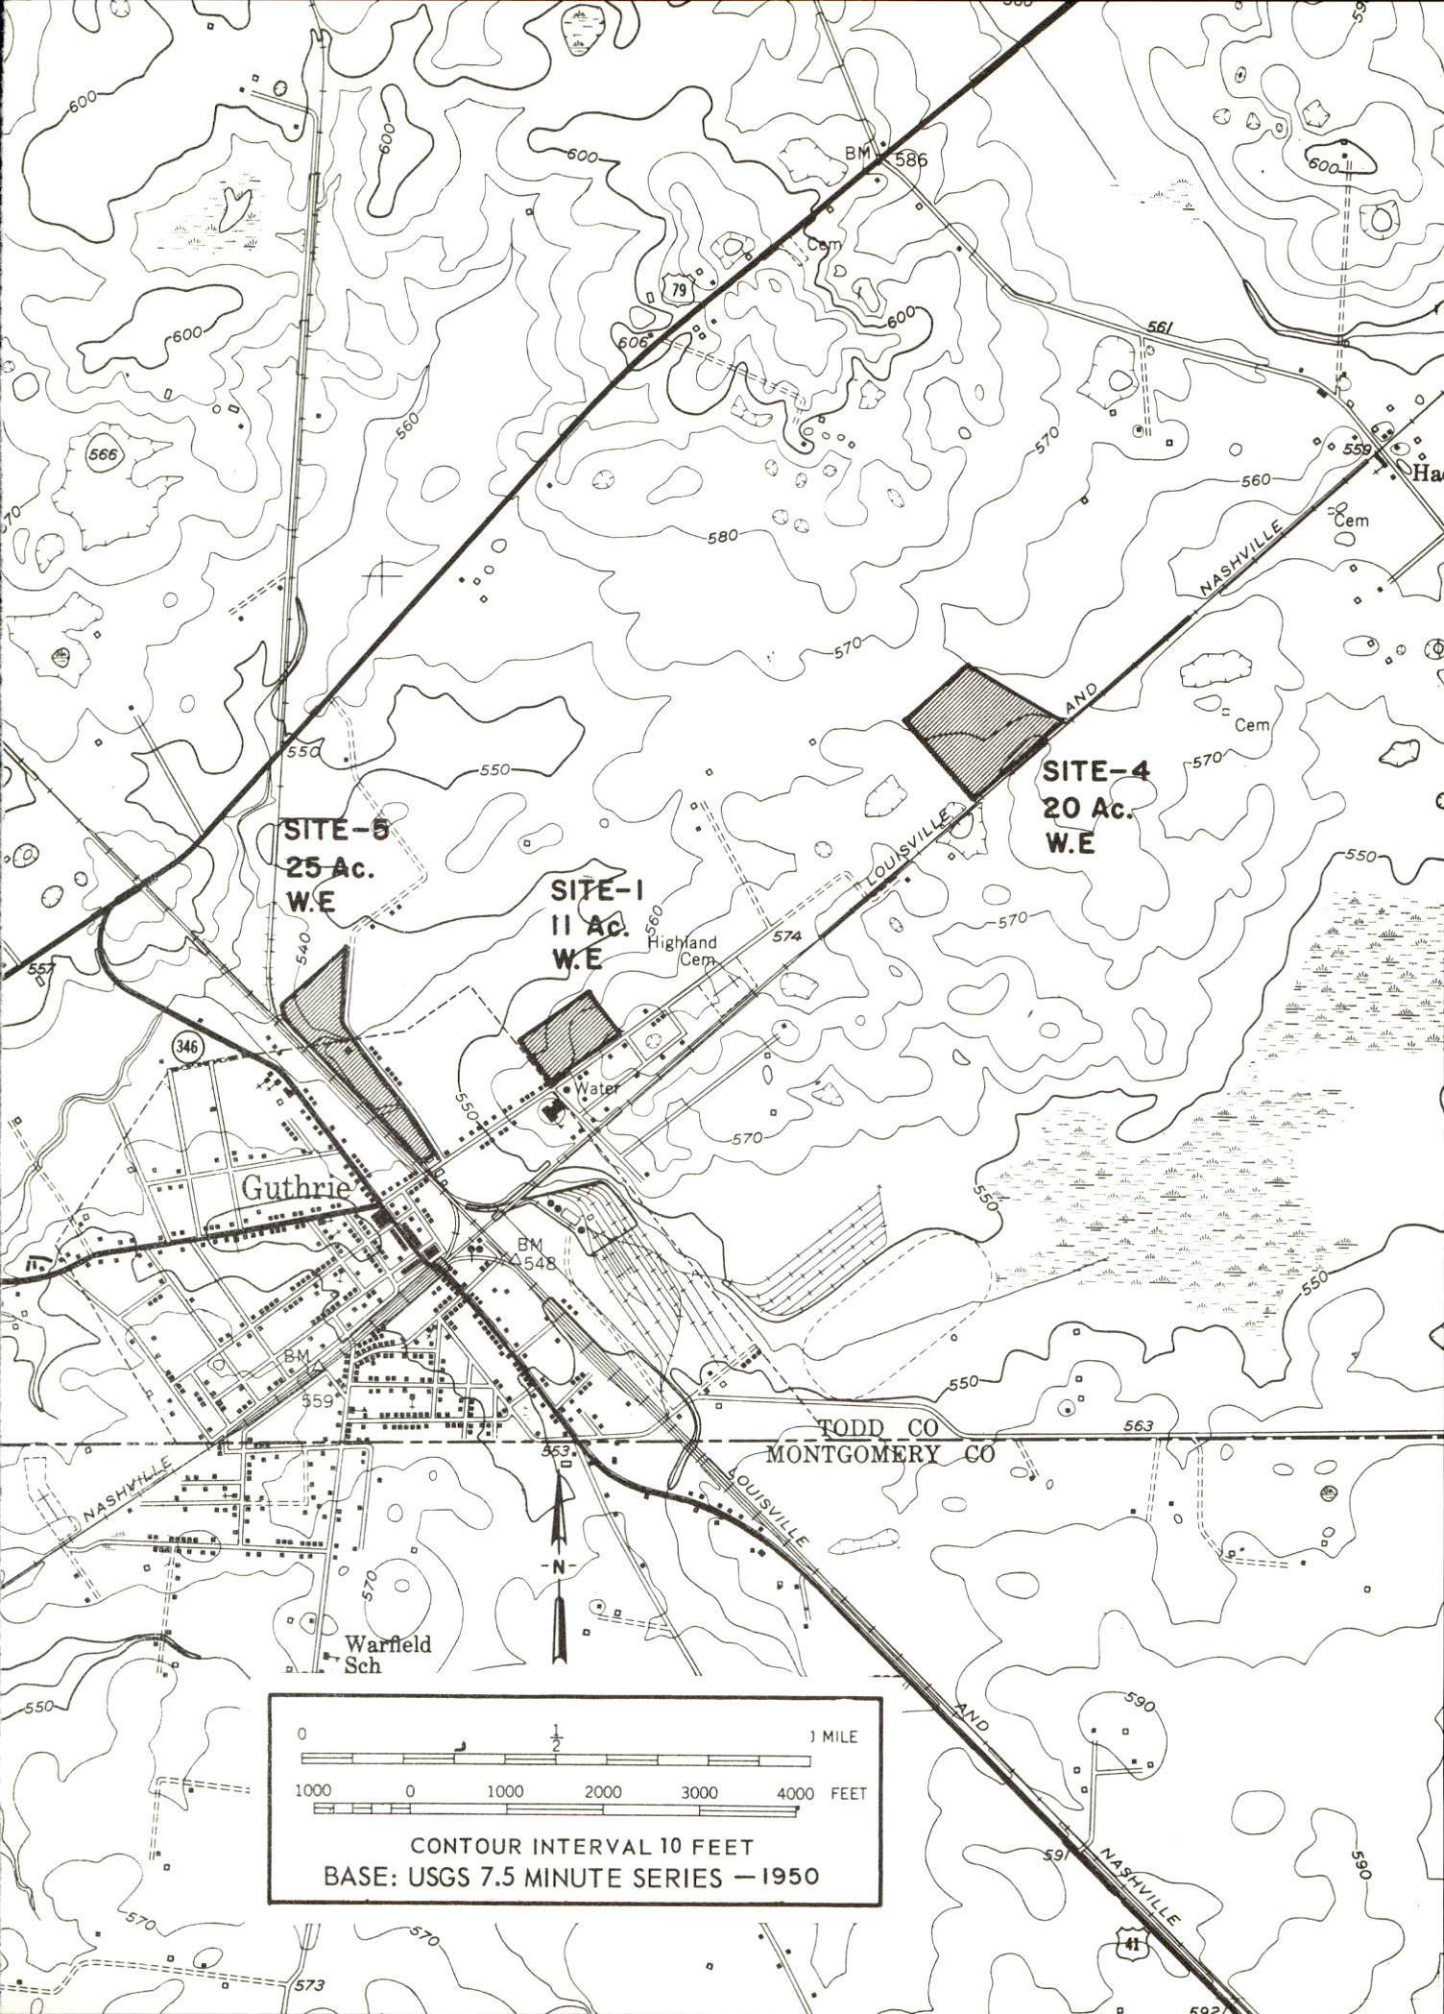 600
600
600
BM
586
600
Cem
79
600
606
600
561
560
566
570
559
560
Ha
Cem
580
NASHVILLE
570
550
550
AND
Cem
570
SITE-4
20 Ac.
W.E
SITE-5
25 Ac.
W.E
LOUISVILLE
550
SITE-1
11 Ac.
W.E
560
Highland
Cem
574
570
540
557
346
Water
550
570
Guthrie
550
BM
548
550
BM
559
550
TODD CO
563
MONTGOMERY CO
553
NASHVILLE
LOUISVILLE
-N-
570
Warfield
Sch
550
590
AND
0 1/2 1 MILE
1000 0 1000 2000 3000 4000 FEET
CONTOUR INTERVAL 10 FEET
BASE: USGS 7.5 MINUTE SERIES — 1950
591
NASHVILLE
590
570
570
41
573
592